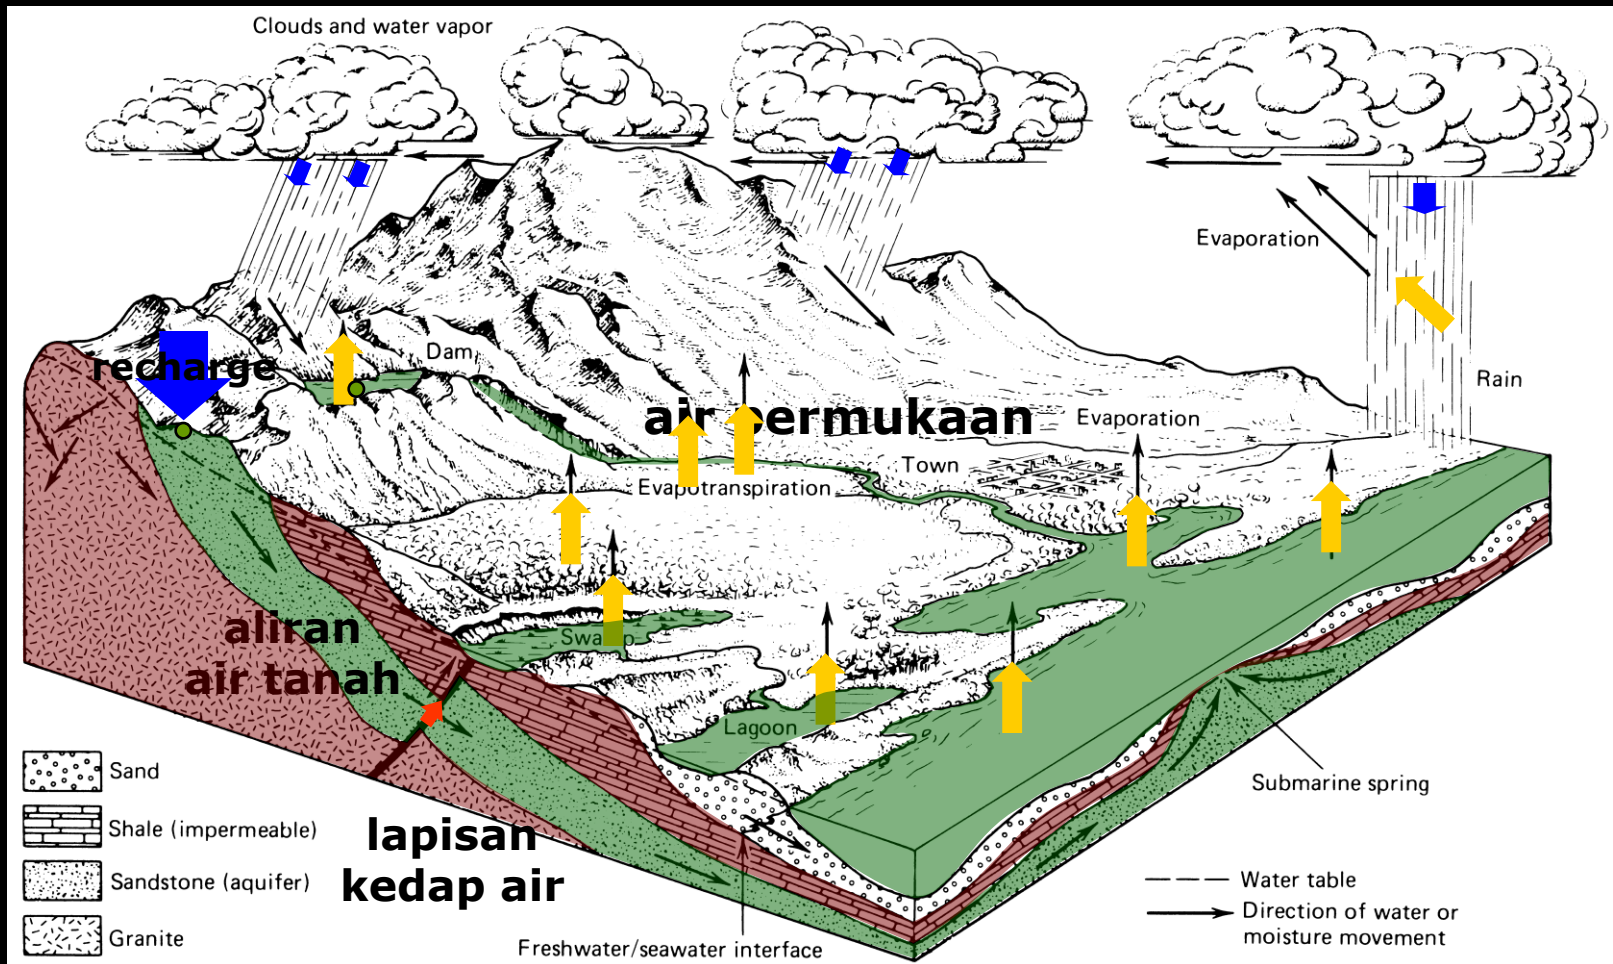 Clouds and water vapor
Evaporation
recharge
Dam
Rain
air permukaan
Evaporation
Town
Evapotranspiration
aliran
air tanah
Swamp
Lagoon
Sand
Shale (impermeable)
Sandstone (aquifer)
Granite
lapisan
kedap air
Submarine spring
Water table
Direction of water or
moisture movement
Freshwater/seawater interface